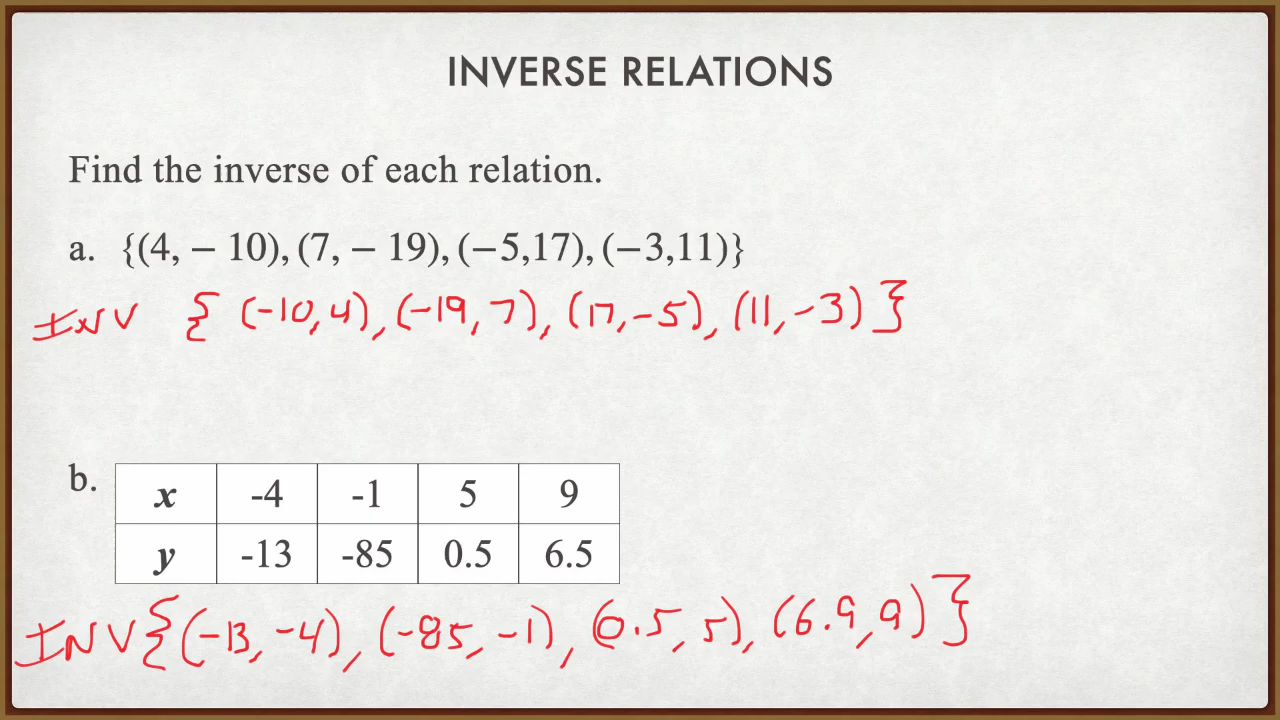 INVERSE RELATIONS
Find the inverse of each relation.
a. {(4, − 10), (7, − 19), (−5,17), (−3,11)}
INV { (-10,4), (-19,7), (17,-5), (11,-3) }
b.
x -4 -1 5 9
y -13 -85 0.5 6.5
INV {(-13,-4), (-85,-1), (0.5,5), (6.9,9) }